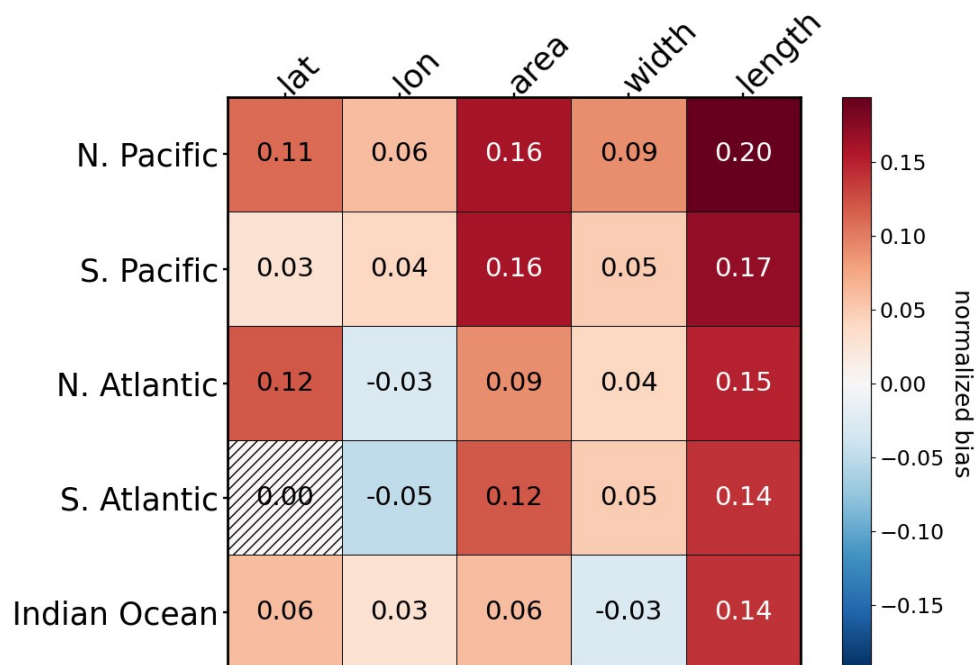 lat lon area width length
N. Pacific 0.11 0.06 0.16 0.09 0.20
S. Pacific 0.03 0.04 0.16 0.05 0.17
N. Atlantic 0.12 -0.03 0.09 0.04 0.15
S. Atlantic 0.00 -0.05 0.12 0.05 0.14
Indian Ocean 0.06 0.03 0.06 -0.03 0.14
0.15
0.10
0.05
0.00
−0.05
−0.10
−0.15
normalized bias